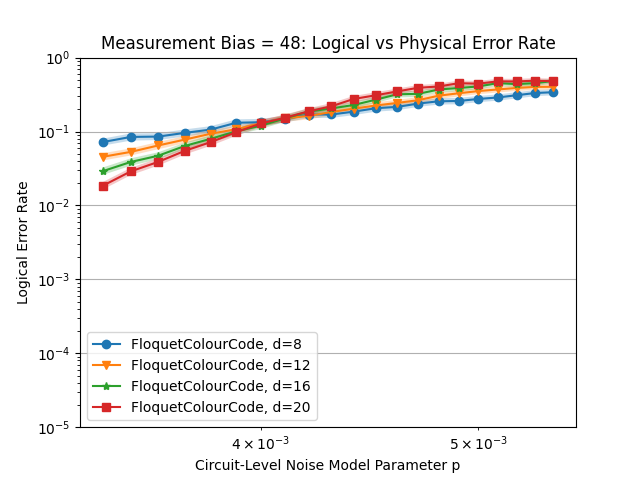 Measurement Bias = 48: Logical vs Physical Error Rate
Logical Error Rate
10⁰
10⁻¹
10⁻²
10⁻³
10⁻⁴
10⁻⁵
FloquetColourCode, d=8
FloquetColourCode, d=12
FloquetColourCode, d=16
FloquetColourCode, d=20
4 × 10⁻³ 5 × 10⁻³
Circuit-Level Noise Model Parameter p